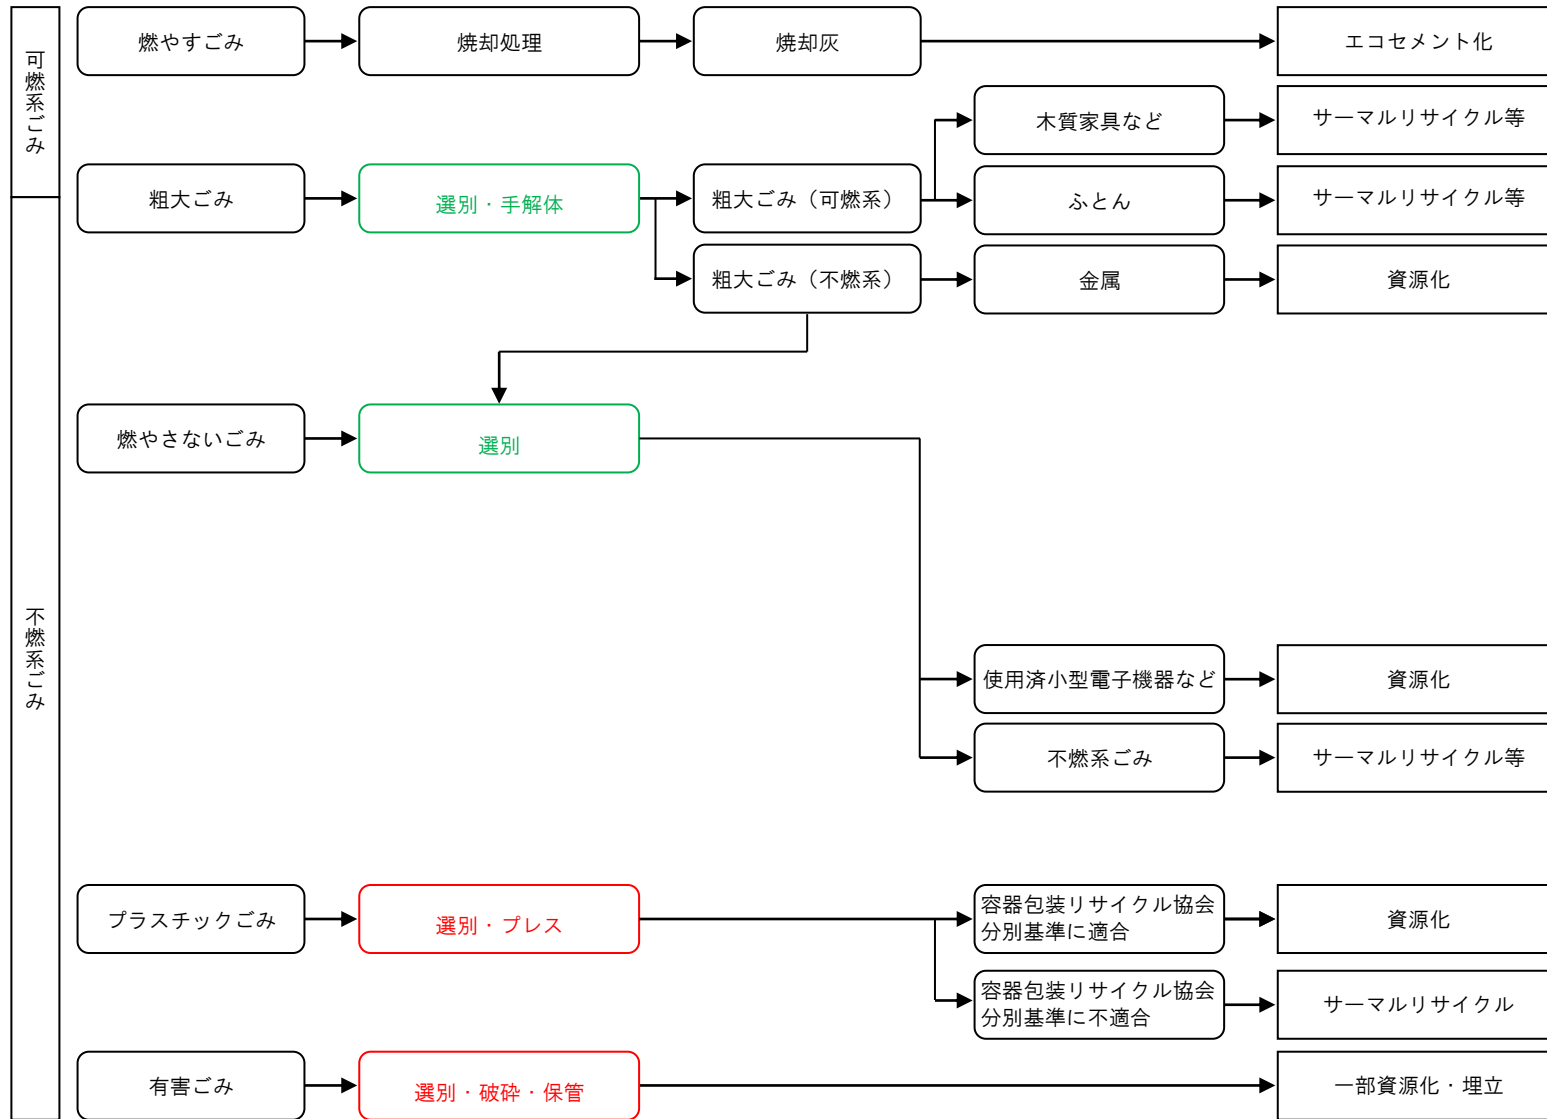 可燃系ごみ
燃やすごみ
焼却処理
焼却灰
エコセメント化
木質家具など
サーマルリサイクル等
粗大ごみ
選別・手解体
粗大ごみ（可燃系）
ふとん
サーマルリサイクル等
粗大ごみ（不燃系）
金属
資源化
不燃系ごみ
燃やさないごみ
選別
使用済小型電子機器など
資源化
不燃系ごみ
サーマルリサイクル等
プラスチックごみ
選別・プレス
容器包装リサイクル協会
分別基準に適合
資源化
容器包装リサイクル協会
分別基準に不適合
サーマルリサイクル
有害ごみ
選別・破砕・保管
一部資源化・埋立